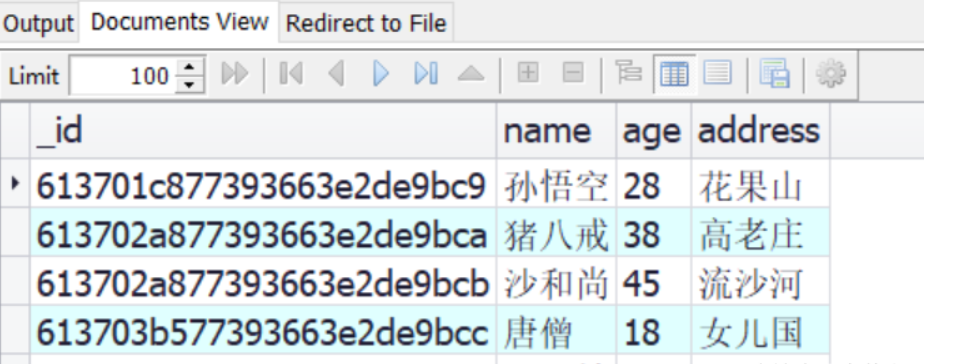 Output Documents View Redirect to File
Limit 100
_id name age address
613701c877393663e2de9bc9 孙悟空 28 花果山
613702a877393663e2de9bca 猪八戒 38 高老庄
613702a877393663e2de9bcb 沙和尚 45 流沙河
613703b577393663e2de9bcc 唐僧 18 女儿国